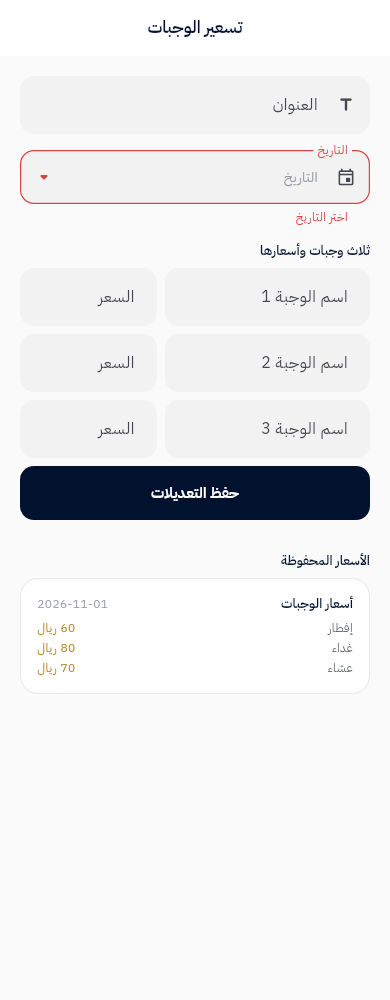 تسعير الوجبات
العنوان
التاريخ
التاريخ
اختر التاريخ
ثلاث وجبات وأسعارها
اسم الوجبة 1 السعر
اسم الوجبة 2 السعر
اسم الوجبة 3 السعر
حفظ التعديلات
الأسعار المحفوظة
أسعار الوجبات 2026-11-01
إفطار 60 ريال
غداء 80 ريال
عشاء 70 ريال